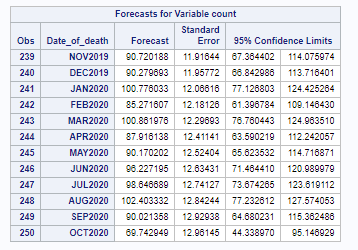 Forecasts for Variable count
Obs Date_of_death Forecast Standard Error 95% Confidence Limits
239 NOV2019 90.720188 11.91644 67.364402 114.075974
240 DEC2019 90.279693 11.95772 66.842986 113.716401
241 JAN2020 100.776033 12.06616 77.126803 124.425264
242 FEB2020 85.271607 12.18126 61.396784 109.146430
243 MAR2020 100.861976 12.29693 76.760443 124.963510
244 APR2020 87.916138 12.41141 63.590219 112.242057
245 MAY2020 90.170202 12.52404 65.623532 114.716871
246 JUN2020 96.227195 12.63431 71.464410 120.989979
247 JUL2020 98.646689 12.74127 73.674265 123.619112
248 AUG2020 102.403332 12.84244 77.232612 127.574053
249 SEP2020 90.021358 12.92938 64.680231 115.362486
250 OCT2020 69.742949 12.96145 44.338970 95.146929